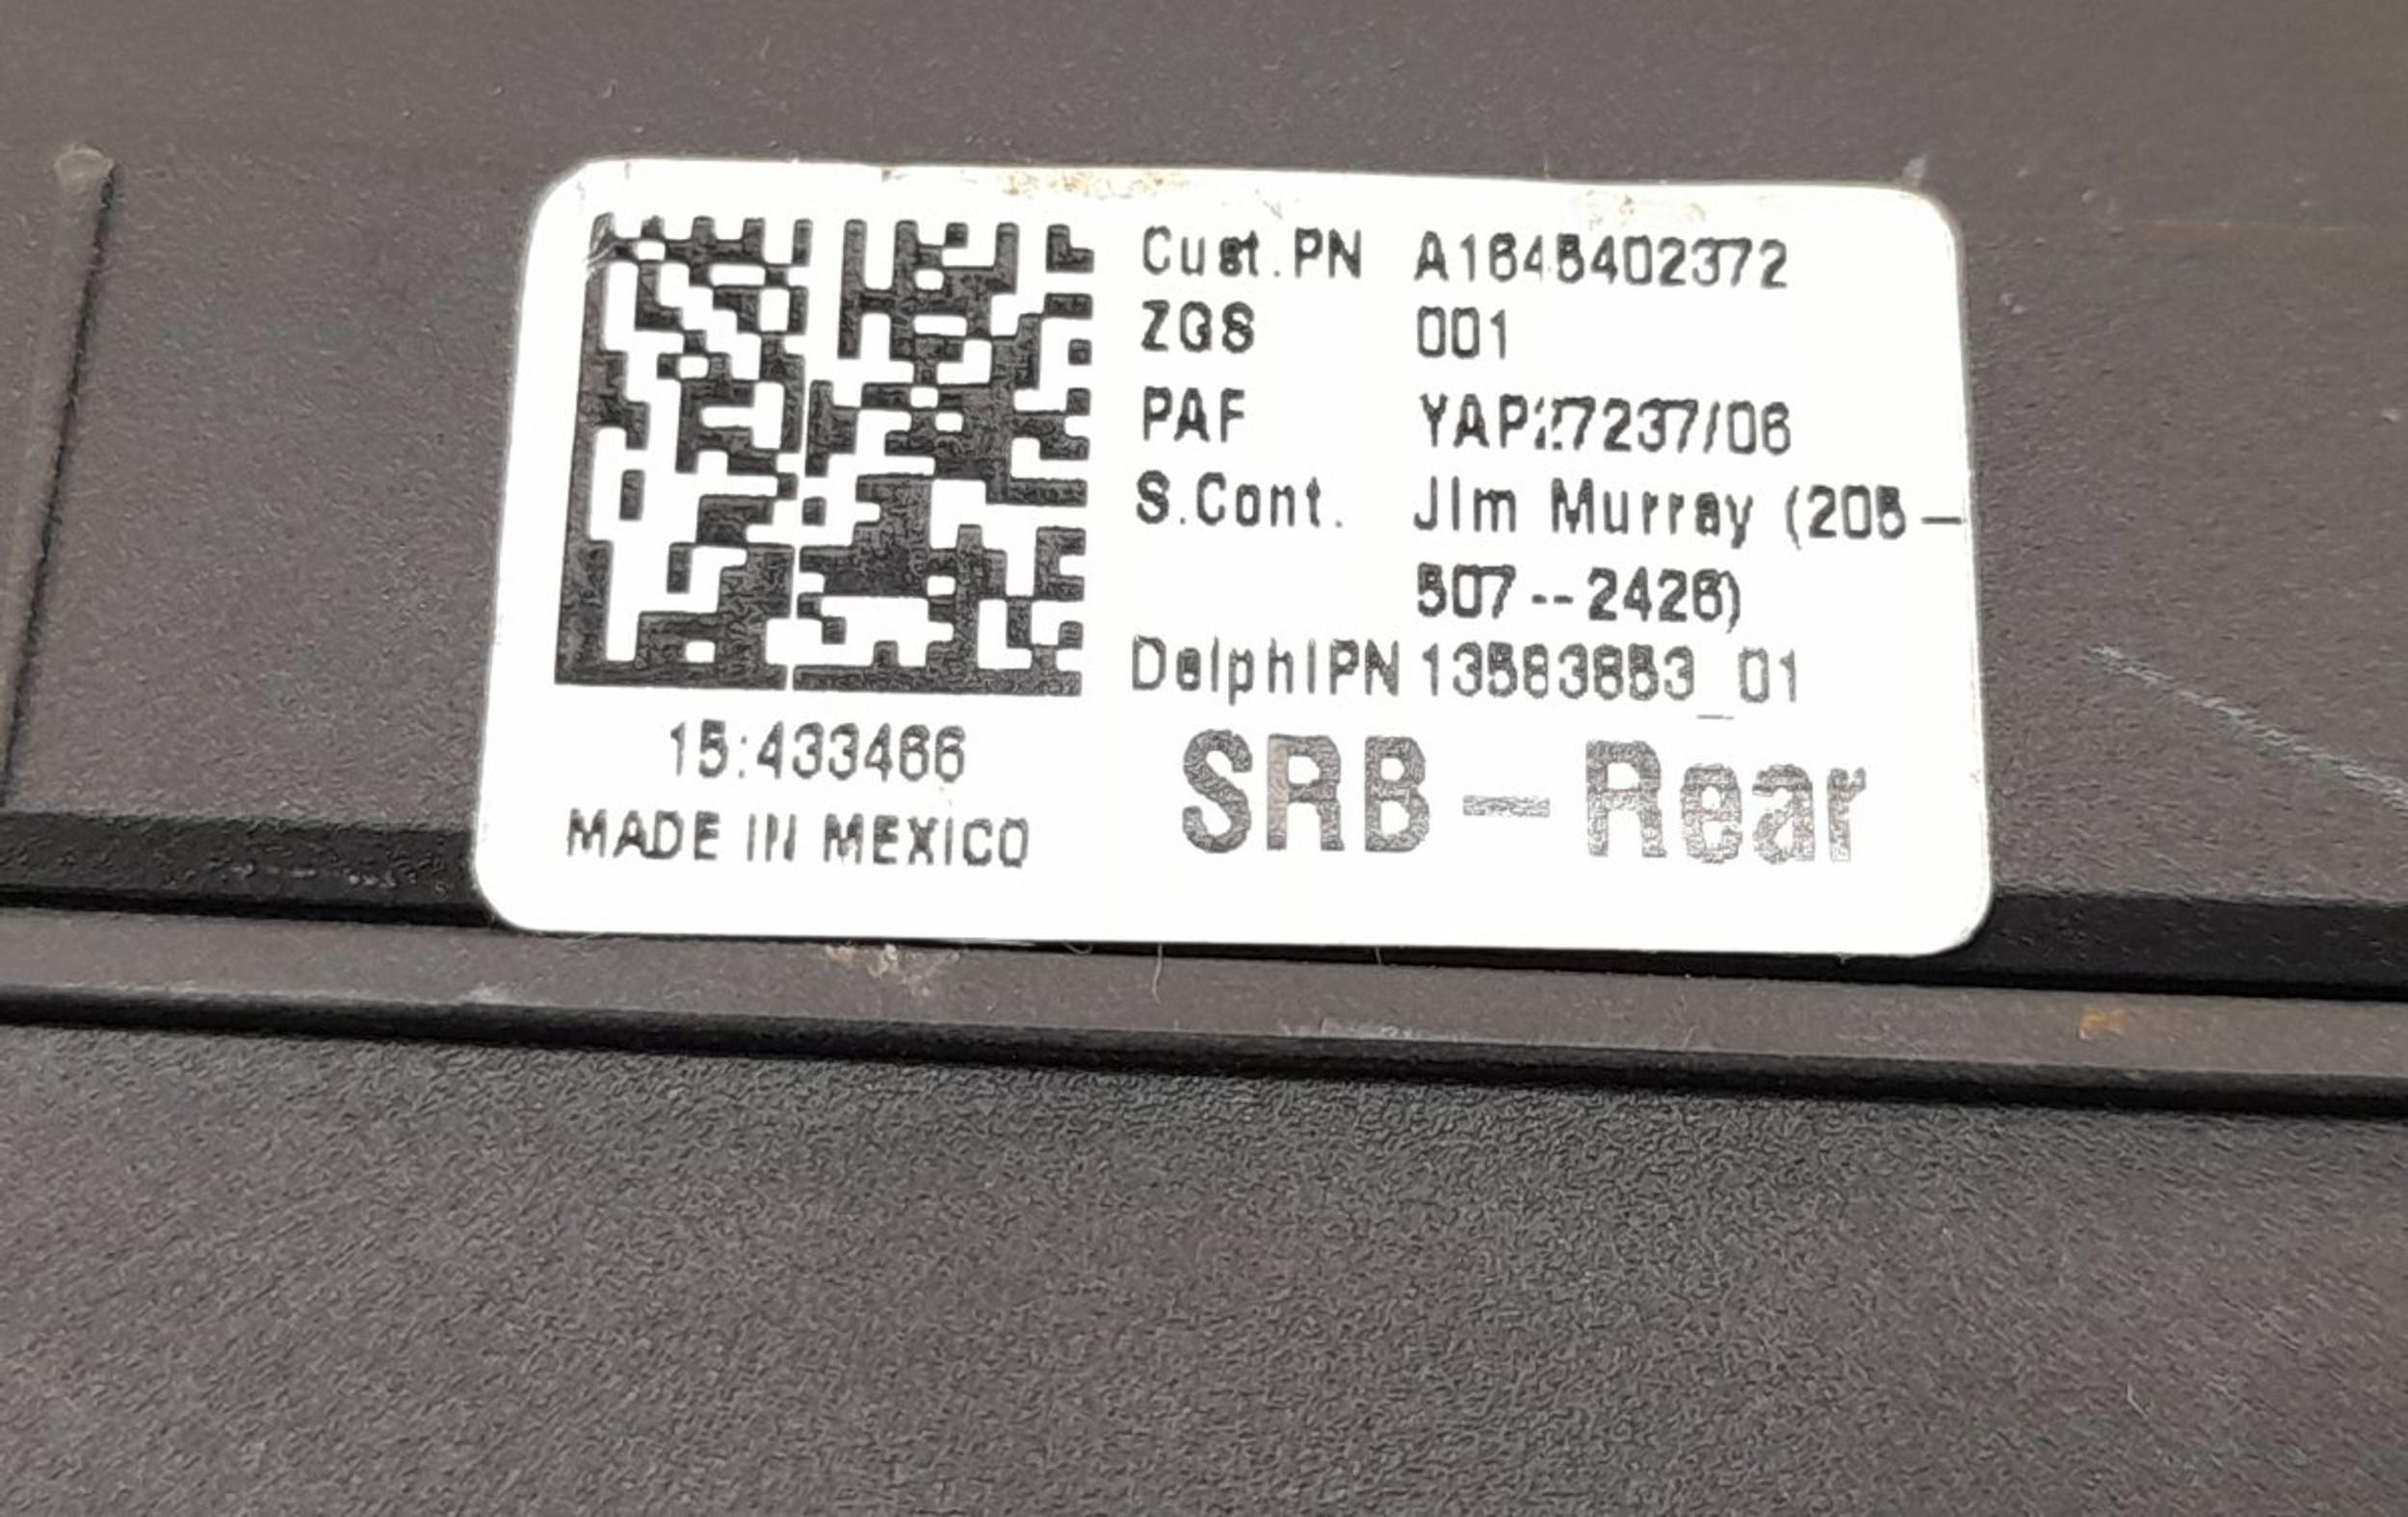 Cust.PN A1645402372
ZGS 001
PAF YAP27237/06
S.Cont. Jim Murray (205-
507--2426)
DelphiPN 13583853_01
SRB-Rear
15:433466
MADE IN MEXICO